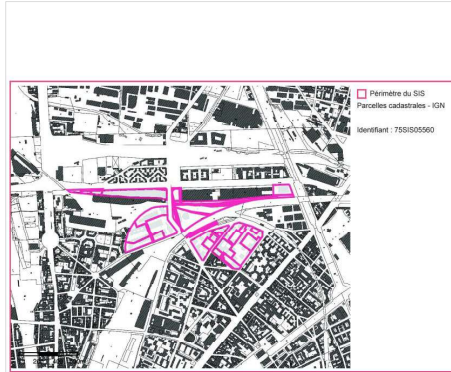 Périmètre du SIS
Parcelles cadastrales - IGN
Identifiant : 75SIS05560